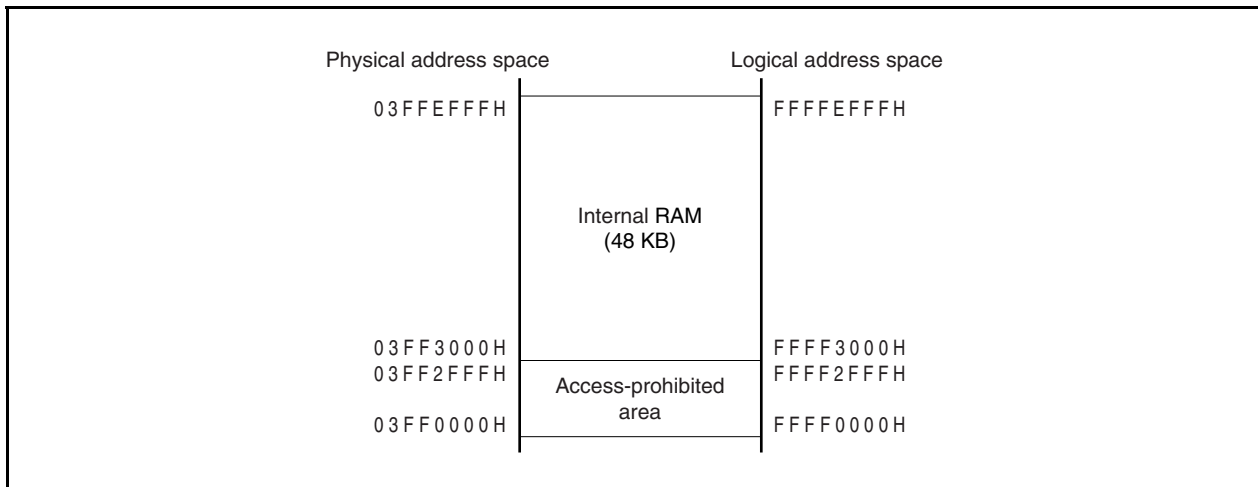 Physical address space
Logical address space
03FFEFFFH
FFFFEFFFH
Internal RAM
(48 KB)
03FF3000H
FFFF3000H
03FF2FFFH
FFFF2FFFH
Access-prohibited
area
03FF0000H
FFFF0000H